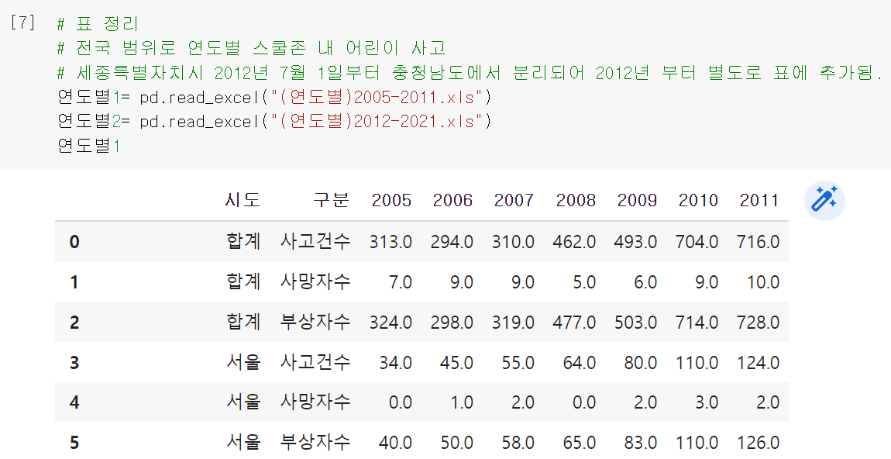 [7] # 표 정리
# 전국 범위로 연도별 스쿨존 내 어린이 사고
# 세종특별자치시 2012년 7월 1일부터 충청남도에서 분리되어 2012년 부터 별도로 표에 추가됨.
연도별1= pd.read_excel("(연도별)2005-2011.xls")
연도별2= pd.read_excel("(연도별)2012-2021.xls")
연도별1
시도 구분 2005 2006 2007 2008 2009 2010 2011
0 합계 사고건수 313.0 294.0 310.0 462.0 493.0 704.0 716.0
1 합계 사망자수 7.0 9.0 9.0 5.0 6.0 9.0 10.0
2 합계 부상자수 324.0 298.0 319.0 477.0 503.0 714.0 728.0
3 서울 사고건수 34.0 45.0 55.0 64.0 80.0 110.0 124.0
4 서울 사망자수 0.0 1.0 2.0 0.0 2.0 3.0 2.0
5 서울 부상자수 40.0 50.0 58.0 65.0 83.0 110.0 126.0